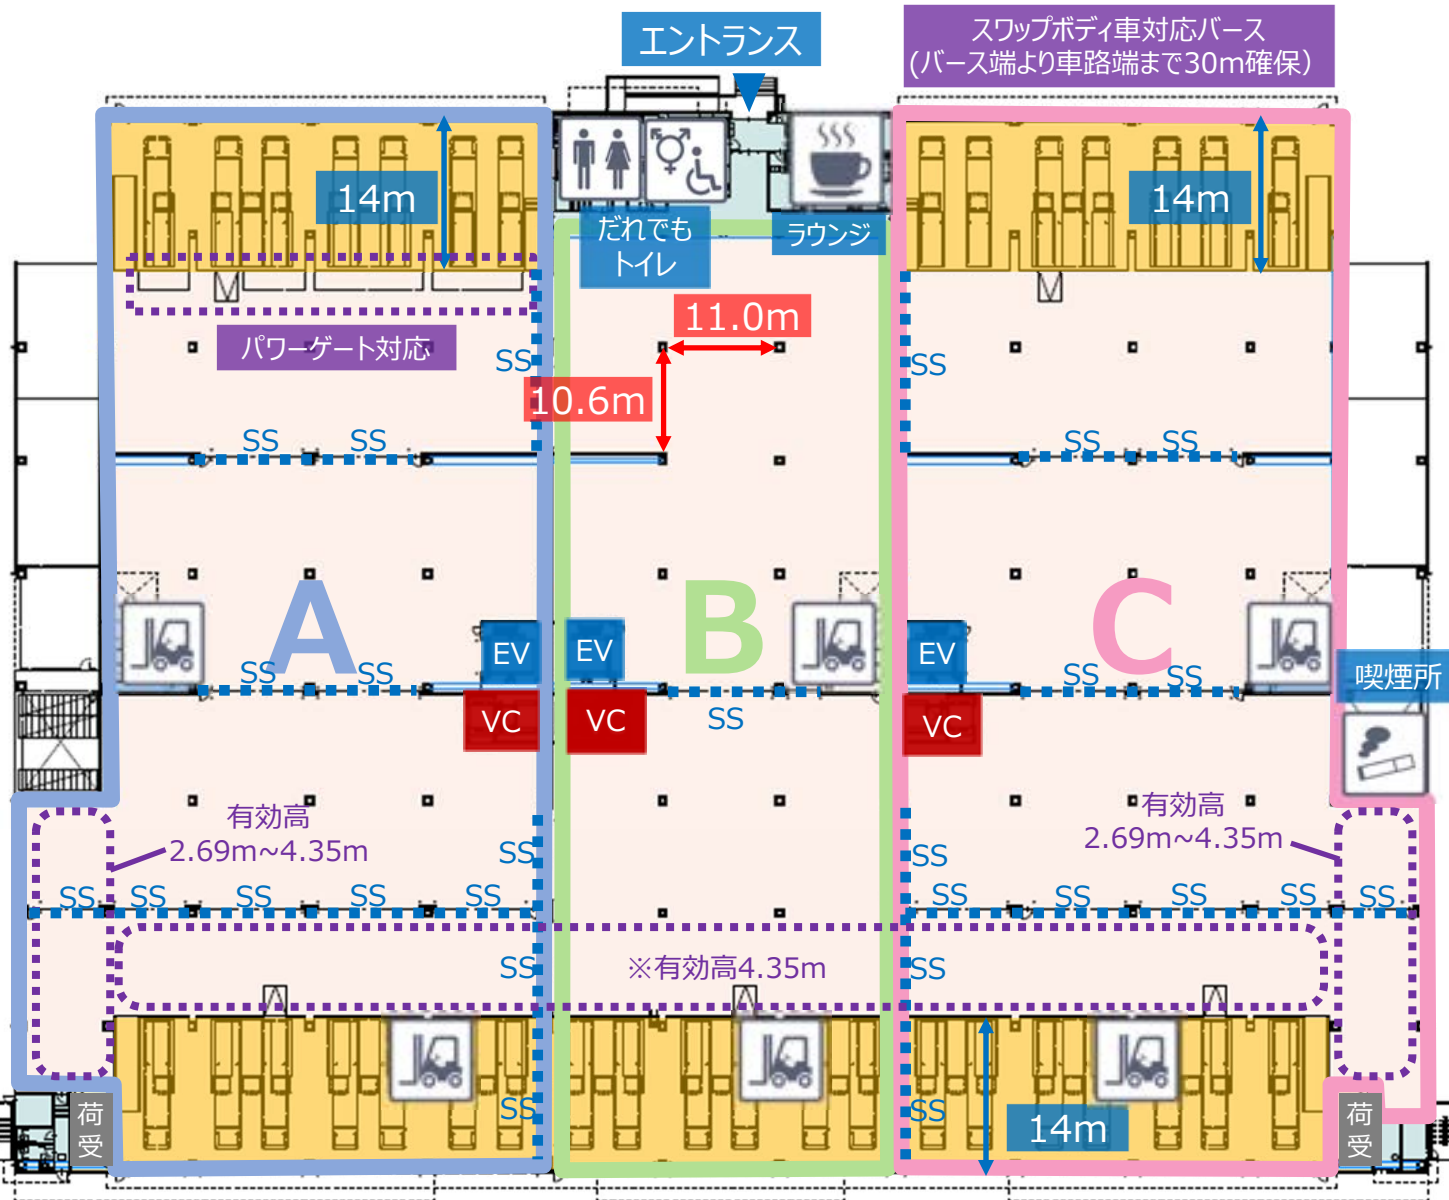 エントランス
スワップボディ車対応バース
(バース端より車路端まで30m確保)
14m
14m
だれでも
トイレ
ラウンジ
パワーゲート対応
11.0m
10.6m
SS
SS
SS
SS
SS
SS
A
B
C
EV
EV
EV
SS
SS
SS
SS
SS
VC
VC
VC
喫煙所
有効高
2.69m~4.35m
有効高
2.69m~4.35m
SS
SS
SS
SS
SS
SS
SS
SS
SS
SS
SS
SS
SS
※有効高4.35m
SS
SS
SS
14m
荷
受
荷
受